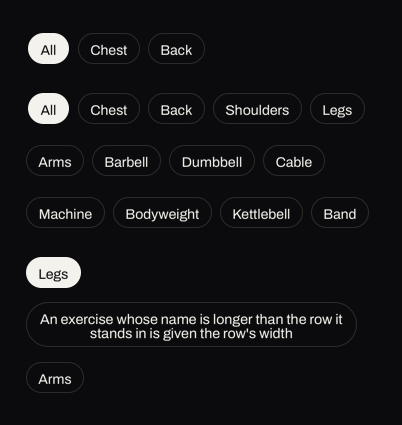 All Chest Back
All Chest Back Shoulders Legs
Arms Barbell Dumbbell Cable
Machine Bodyweight Kettlebell Band
Legs
An exercise whose name is longer than the row it
stands in is given the row's width
Arms